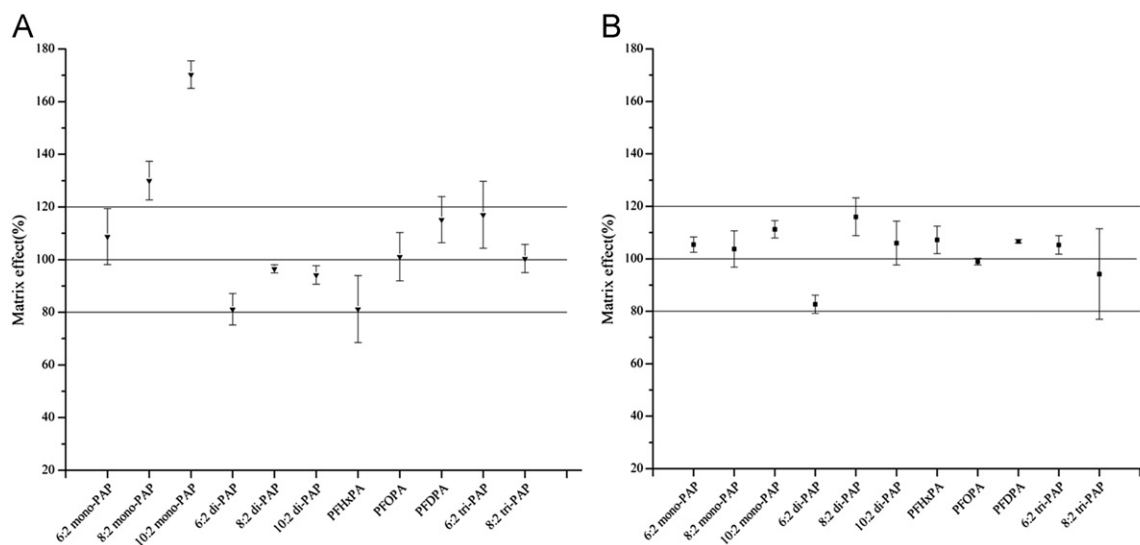 A
180
160
140
120
100
80
60
40
20
Matrix effect(%)
6:2 mono-PAP
8:2 mono-PAP
10:2 mono-PAP
6:2 di-PAP
8:2 di-PAP
10:2 di-PAP
PFHxPA
PFOPA
PFDPA
6:2 tri-PAP
8:2 tri-PAP
B
180
160
140
120
100
80
60
40
20
Matrix effect(%)
6:2 mono-PAP
8:2 mono-PAP
10:2 mono-PAP
6:2 di-PAP
8:2 di-PAP
10:2 di-PAP
PFHxPA
PFOPA
PFDPA
6:2 tri-PAP
8:2 tri-PAP